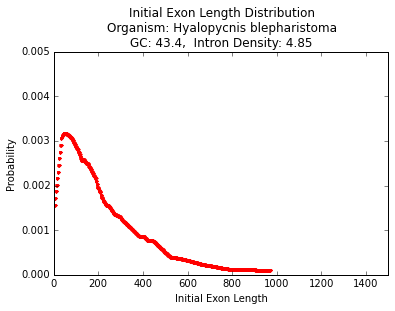 Initial Exon Length Distribution
Organism: Hyalopycnis blepharistoma
GC: 43.4,  Intron Density: 4.85
0.005
0.004
0.003
0.002
0.001
0.000
Probability
0 200 400 600 800 1000 1200 1400
Initial Exon Length